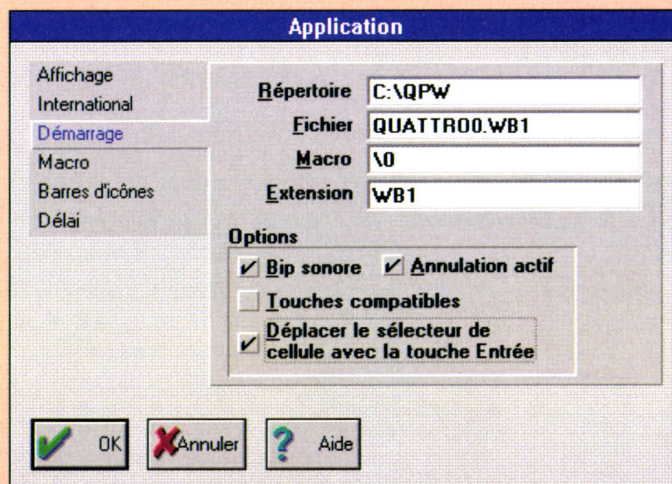 Application
Affichage
International
Démarrage
Macro
Barres d'icônes
Délai
Répertoire C:\QPW
Fichier QUATTRO0.WB1
Macro \0
Extension WB1
Options
Bip sonore Annulation actif
Touches compatibles
Déplacer le sélecteur de
cellule avec la touche Entrée
OK Annuler Aide